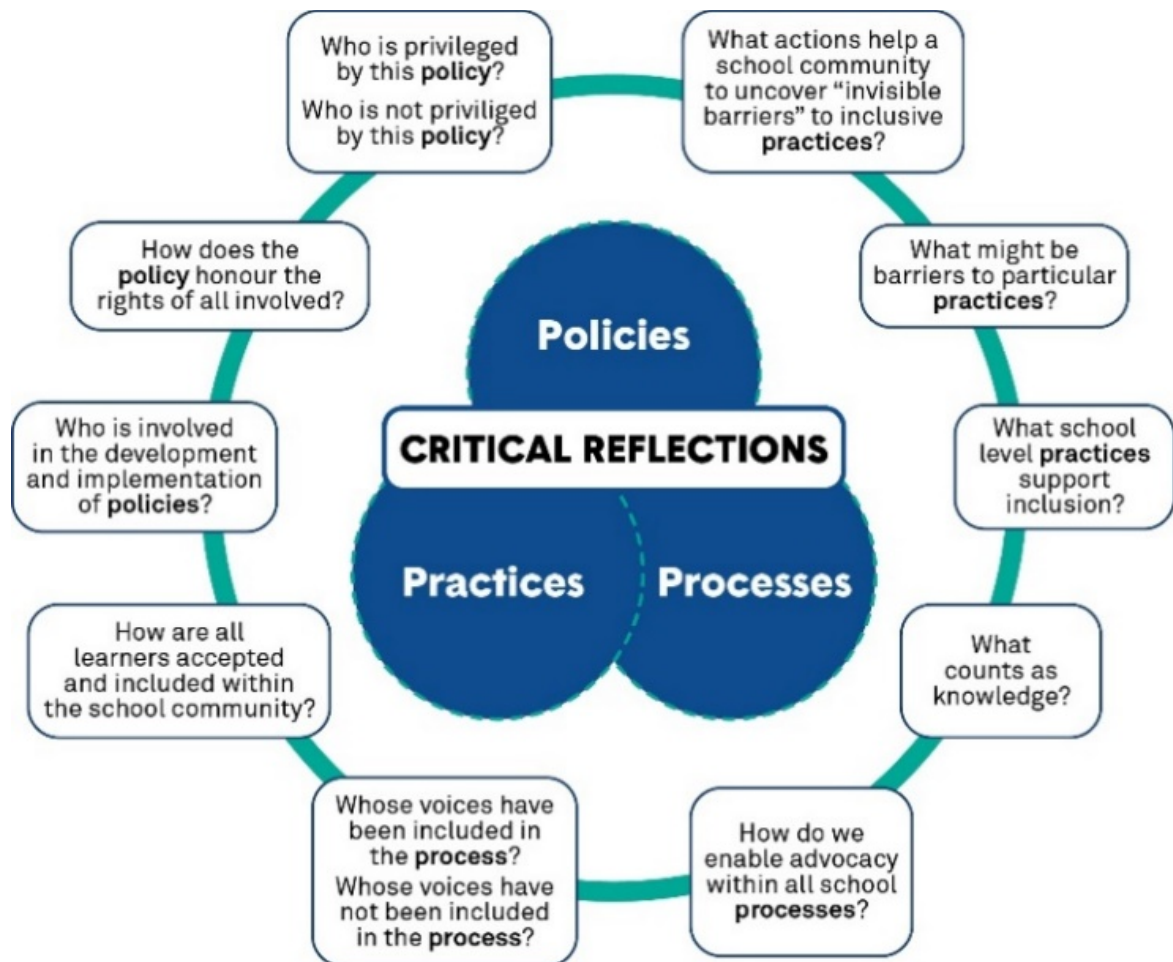 Who is privileged
by this policy?
Who is not priviliged
by this policy?
What actions help a
school community
to uncover “invisible
barriers” to inclusive
practices?
What might be
barriers to particular
practices?
What school
level practices
support
inclusion?
What
counts as
knowledge?
How do we
enable advocacy
within all school
processes?
Whose voices have
been included in
the process?
Whose voices have
not been included
in the process?
How are all
learners accepted
and included within
the school community?
Who is involved
in the development
and implementation
of policies?
How does the
policy honour the
rights of all involved?
Policies
CRITICAL REFLECTIONS
Practices
Processes